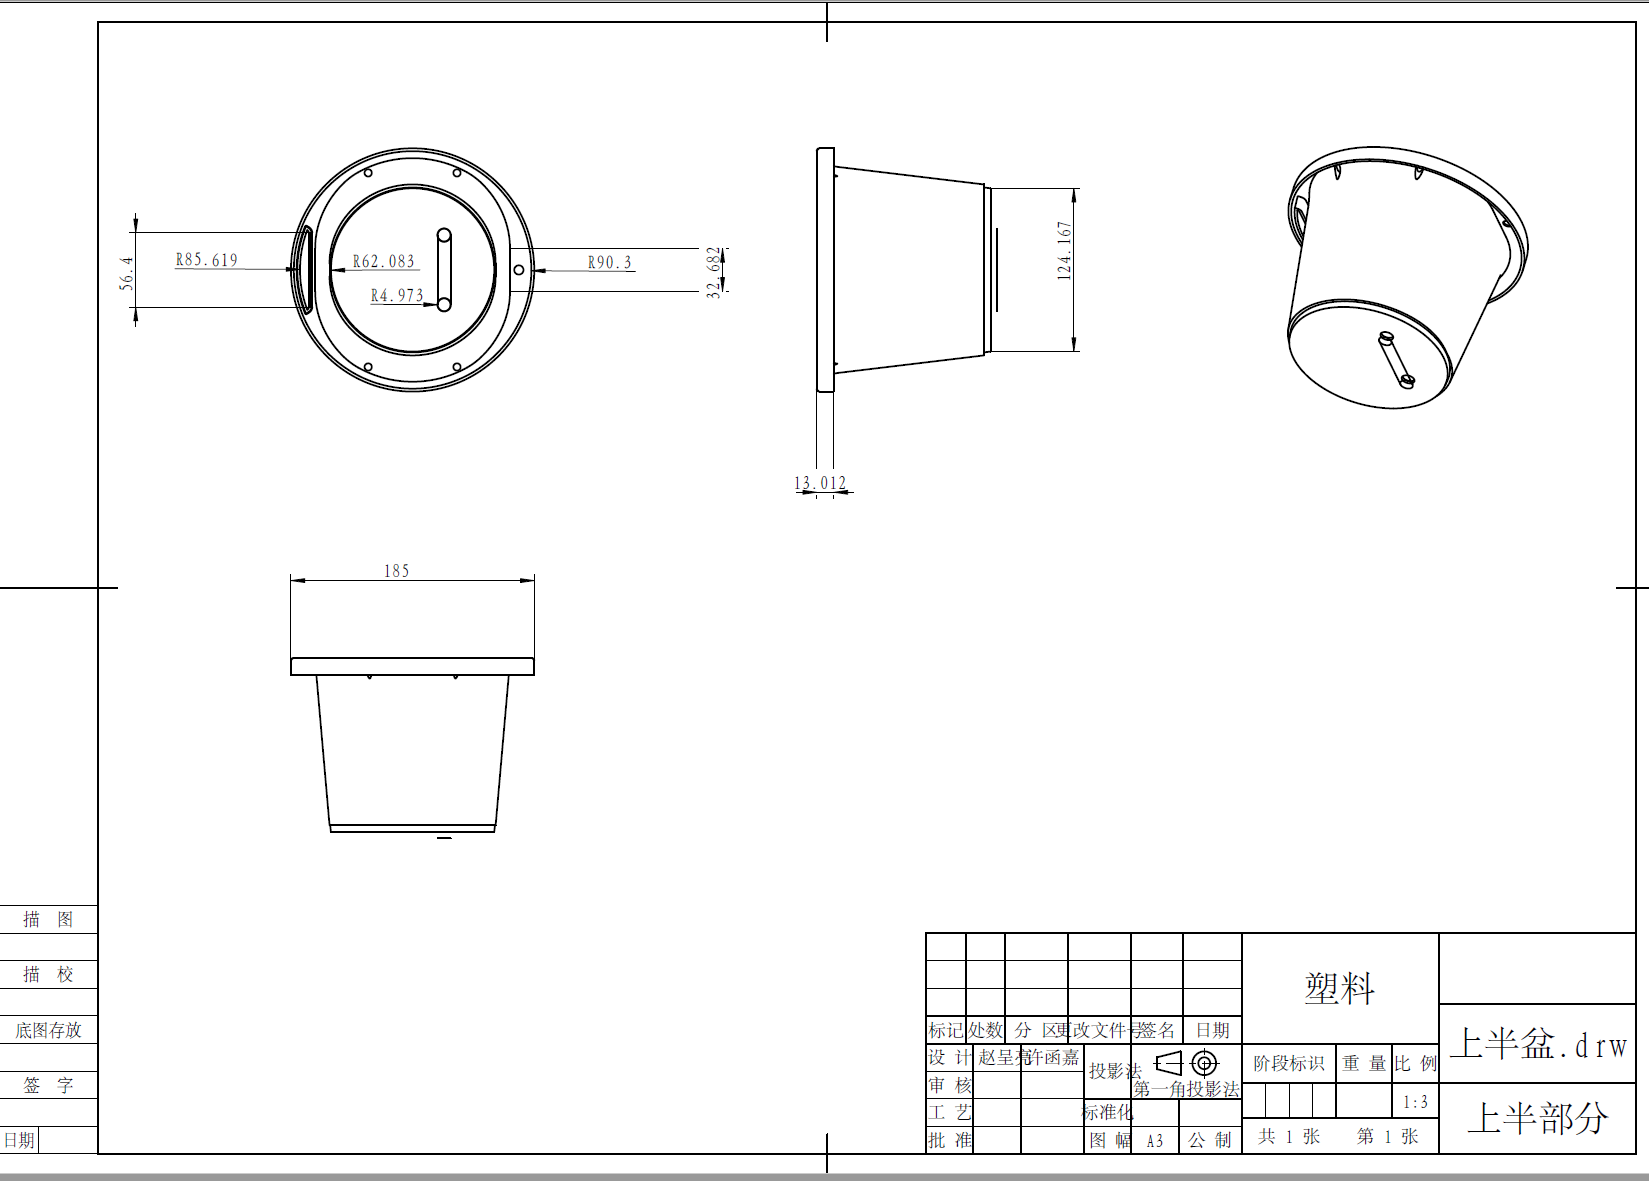 56.4
R85.619
R62.083
R4.973
R90.3
32.682
124.167
13.012
185
描 图
描 校
底图存放
签 字
日期
标记 处数 分 区 更改文件号 签名 日期
设 计 赵呈亮 许函嘉
审 核
工 艺
批 准
投影法
第一角投影法
标准化
图 幅 A3 公 制
塑料
阶段标识 重 量 比 例
1:3
共 1 张 第 1 张
上半盆.drw
上半部分